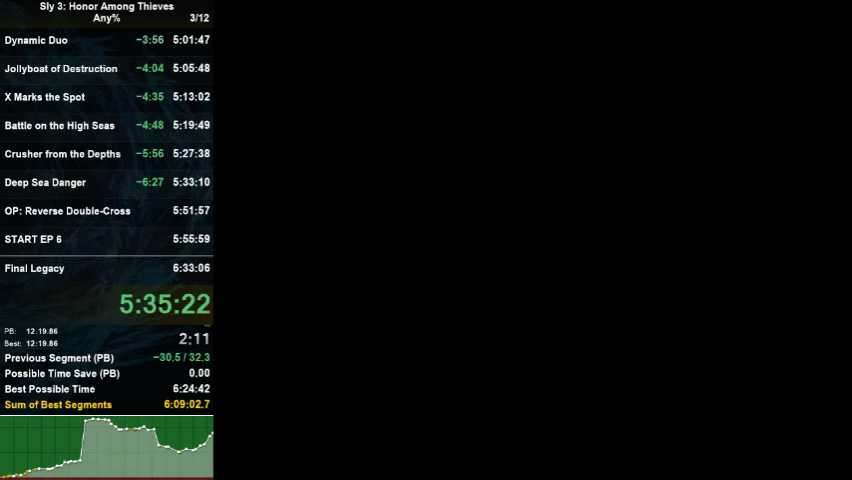 Sly 3: Honor Among Thieves
Any% 3/12
Dynamic Duo −3:56 5:01:47
Jollyboat of Destruction −4:04 5:05:48
X Marks the Spot −4:35 5:13:02
Battle on the High Seas −4:48 5:19:49
Crusher from the Depths −5:56 5:27:38
Deep Sea Danger −6:27 5:33:10
OP: Reverse Double-Cross 5:51:57
START EP 6 5:55:59
Final Legacy 6:33:06
5:35:22
PB: 12:19.86
Best: 12:19.86
2:11
Previous Segment (PB) −30.5 / 32.3
Possible Time Save (PB) 0.00
Best Possible Time 6:24:42
Sum of Best Segments 6:09:02.7